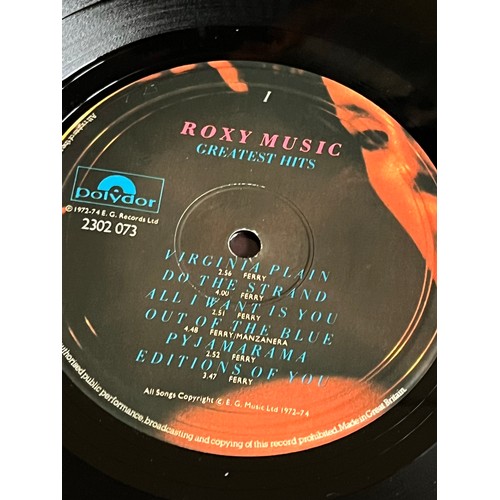 I
ROXY MUSIC
GREATEST HITS
polydor
℗ 1972-74 E. G. Records Ltd
2302 073
VIRGINIA PLAIN
2.56 FERRY
DO THE STRAND
4.00 FERRY
ALL I WANT IS YOU
2.51 FERRY
OUT OF THE BLUE
4.48 FERRY/MANZANERA
PYJAMARAMA
2.52 FERRY
EDITIONS OF YOU
3.47 FERRY
All Songs Copyright © E. G. Music Ltd 1972-74
public performance, broadcasting and copying of this record prohibited. Made in Great Britain.